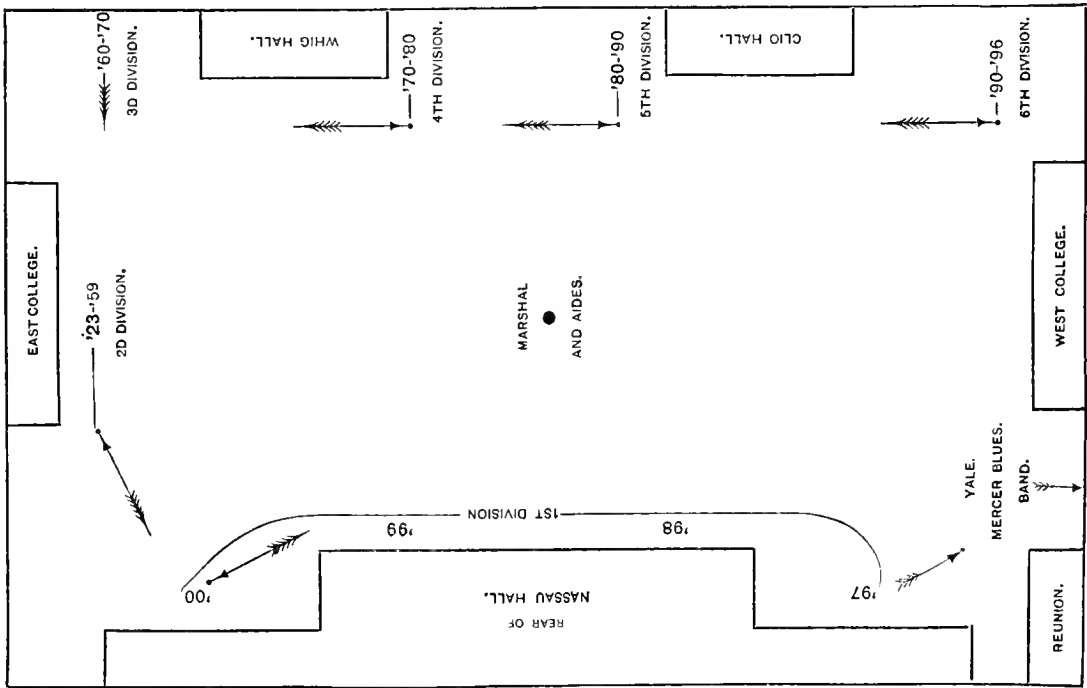 EAST COLLEGE.
'60-'70
3D DIVISION.
WHIG HALL.
'70-'80
4TH DIVISION.
'80-'90
5TH DIVISION.
CLIO HALL.
'90-'96
6TH DIVISION.
'23-'59
2D DIVISION.
MARSHAL
AND AIDES.
WEST COLLEGE.
'00
'99
1ST DIVISION
'98
'97
YALE.
MERCER BLUES.
BAND.
REAR OF
NASSAU HALL.
REUNION.